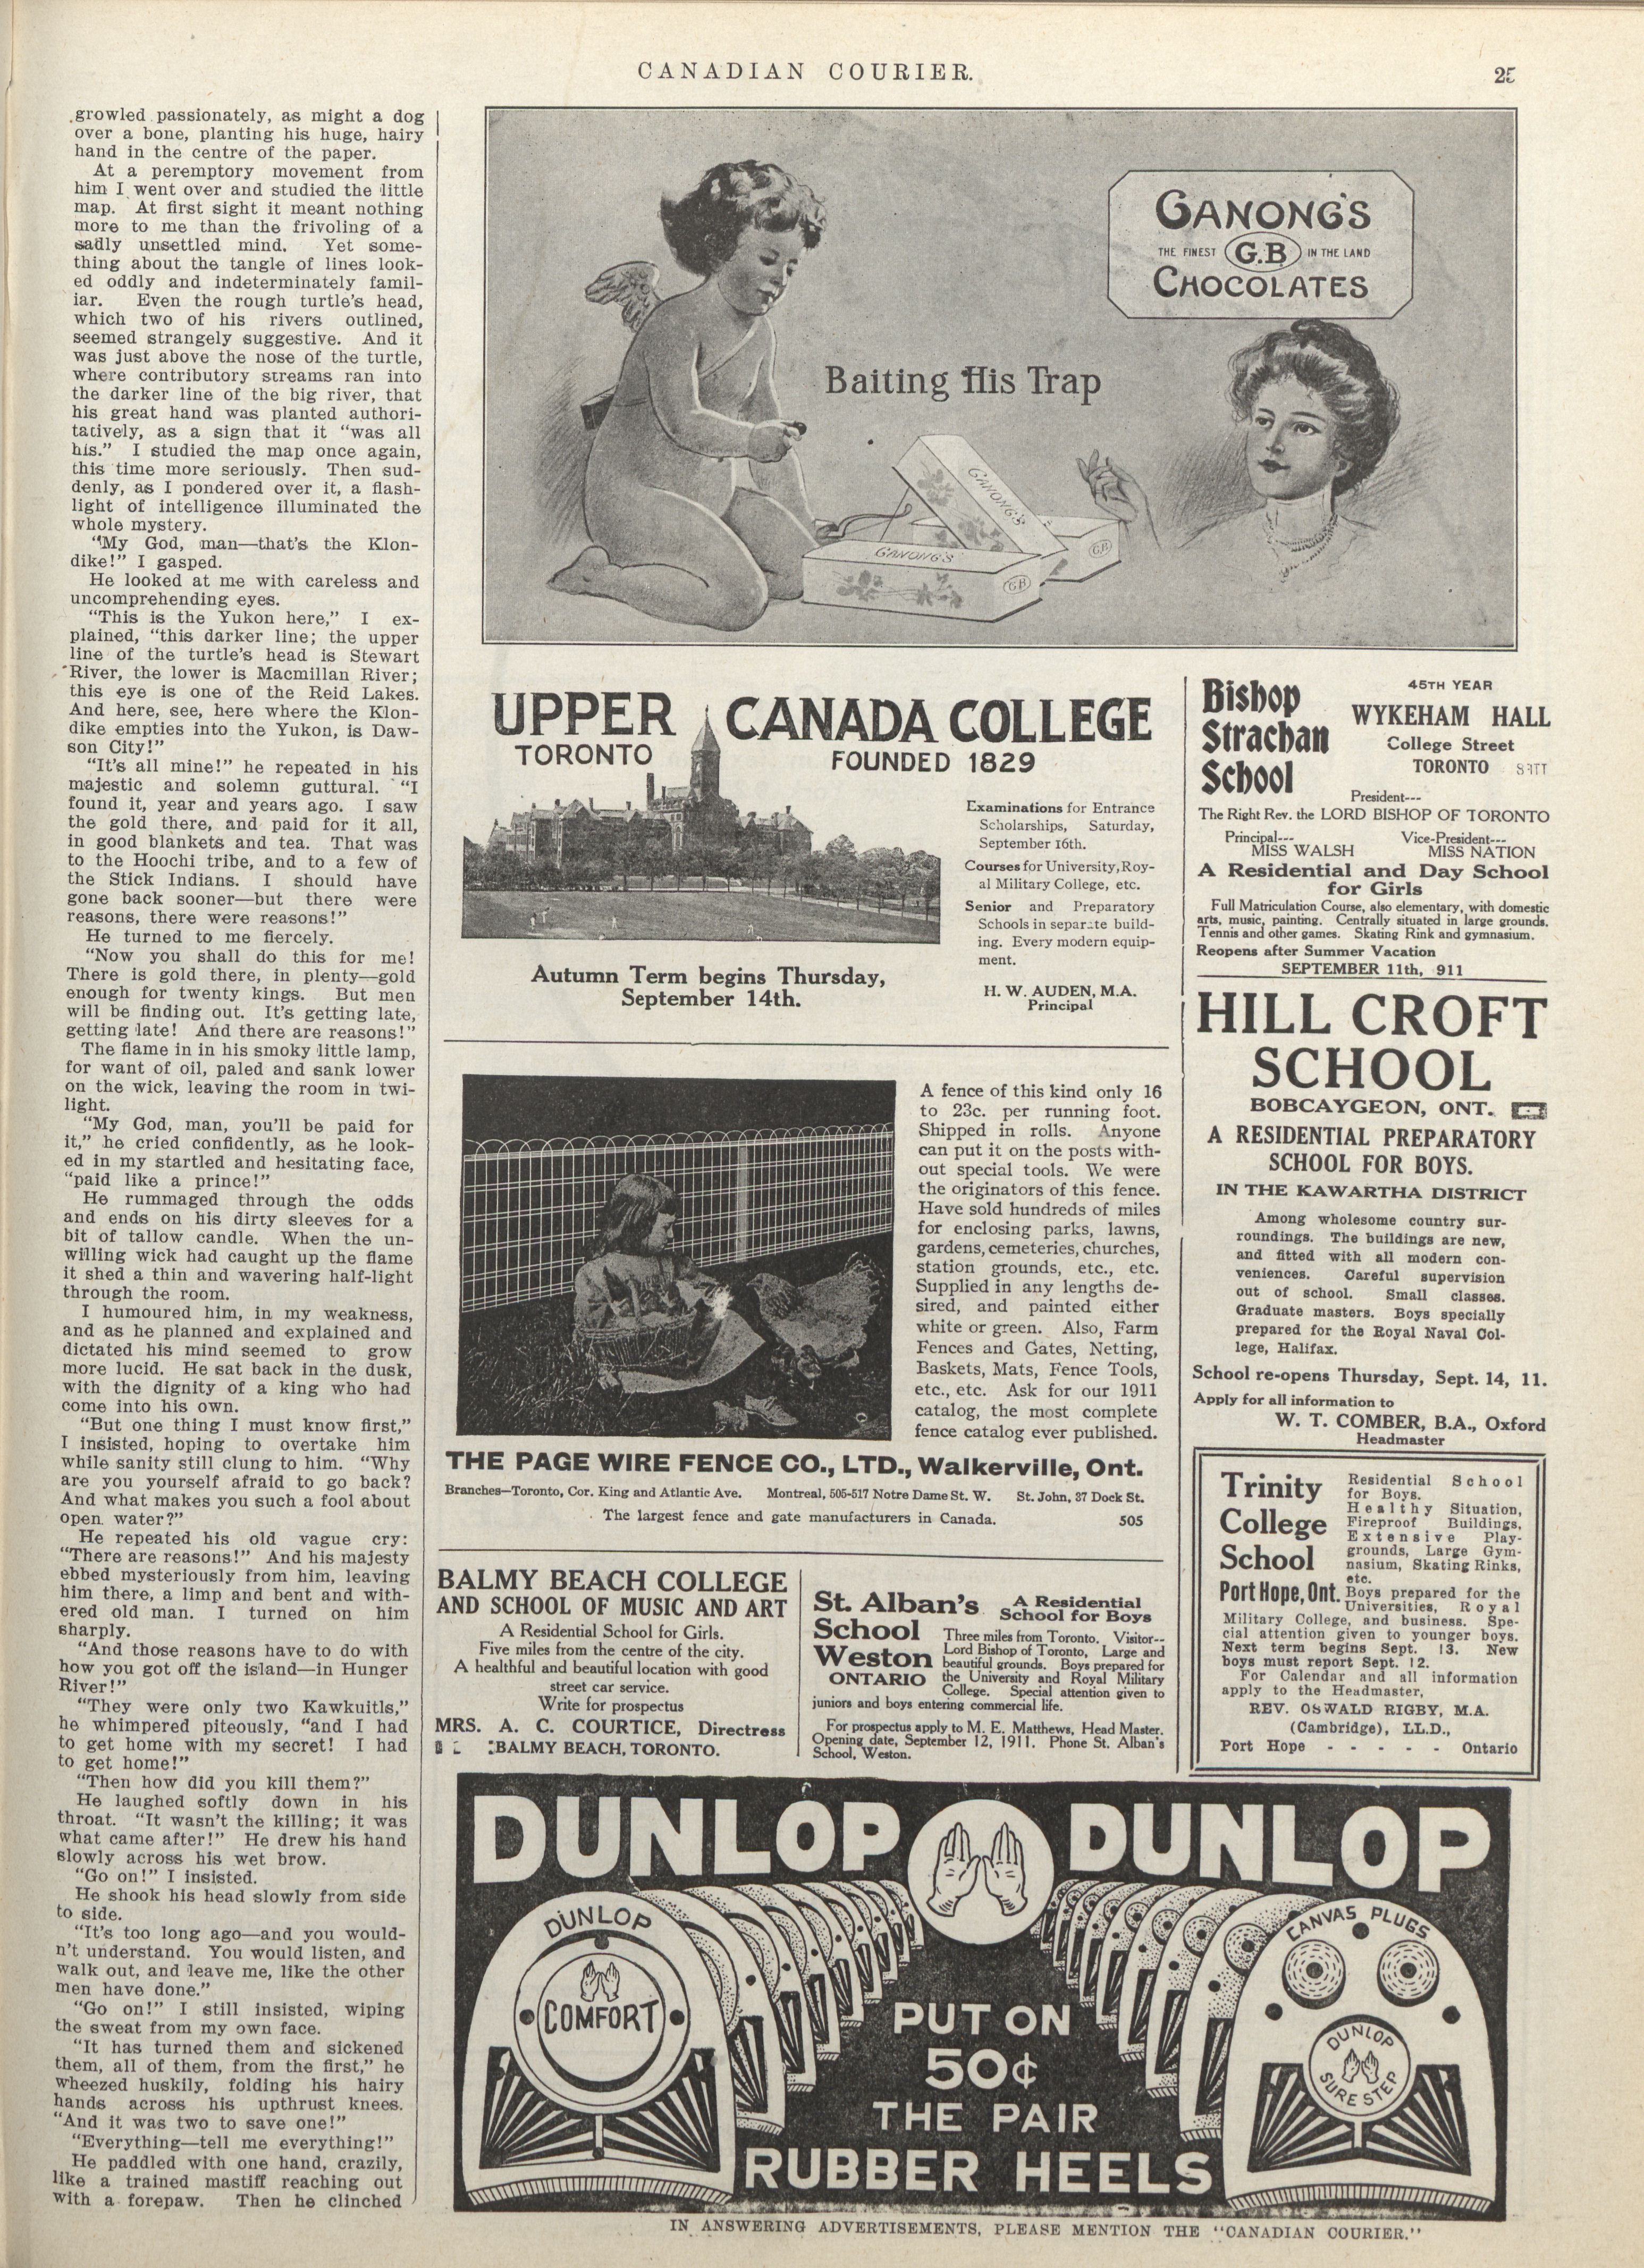 CANADIAN COURIER.
25
growled passionately, as might a dog
over a bone, planting his huge, hairy
hand in the centre of the paper.
At a peremptory movement from
him I went over and studied the little
map. At first sight it meant nothing
more to me than the frivoling of a
sadly unsettled mind. Yet some-
thing about the tangle of lines look-
ed oddly and indeterminately famil-
iar. Even the rough turtle's head,
which two of his rivers outlined,
seemed strangely suggestive. And it
was just above the nose of the turtle,
where contributory streams ran into
the darker line of the big river, that
his great hand was planted authori-
tatively, as a sign that it "was all
his." I studied the map once again,
this time more seriously. Then sud-
denly, as I pondered over it, a flash-
light of intelligence illuminated the
whole mystery.
"My God, man—that's the Klon-
dike!" I gasped.
He looked at me with careless and
uncomprehending eyes.
"This is the Yukon here," I ex-
plained, "this darker line; the upper
line of the turtle's head is Stewart
River, the lower is Macmillan River;
this eye is one of the Reid Lakes.
And here, see, here where the Klon-
dike empties into the Yukon, is Daw-
son City!"
"It's all mine!" he repeated in his
majestic and solemn guttural. "I
found it, year and years ago. I saw
the gold there, and paid for it all,
in good blankets and tea. That was
to the Hoochi tribe, and to a few of
the Stick Indians. I should have
gone back sooner—but there were
reasons, there were reasons!"
He turned to me fiercely.
"Now you shall do this for me!
There is gold there, in plenty—gold
enough for twenty kings. But men
will be finding out. It's getting late,
getting late! And there are reasons!"
The flame in in his smoky little lamp,
for want of oil, paled and sank lower
on the wick, leaving the room in twi-
light.
"My God, man, you'll be paid for
it," he cried confidently, as he look-
ed in my startled and hesitating face,
"paid like a prince!"
He rummaged through the odds
and ends on his dirty sleeves for a
bit of tallow candle. When the un-
willing wick had caught up the flame
it shed a thin and wavering half-light
through the room.
I humoured him, in my weakness,
and as he planned and explained and
dictated his mind seemed to grow
more lucid. He sat back in the dusk,
with the dignity of a king who had
come into his own.
"But one thing I must know first,"
I insisted, hoping to overtake him
while sanity still clung to him. "Why
are you yourself afraid to go back?
And what makes you such a fool about
open water?"
He repeated his old vague cry:
"There are reasons!" And his majesty
ebbed mysteriously from him, leaving
him there, a limp and bent and with-
ered old man. I turned on him
sharply.
"And those reasons have to do with
how you got off the island—in Hunger
River!"
"They were only two Kawkuitls,"
he whimpered piteously, "and I had
to get home with my secret! I had
to get home!"
"Then how did you kill them?"
He laughed softly down in his
throat. "It wasn't the killing; it was
what came after!" He drew his hand
slowly across his wet brow.
"Go on!" I insisted.
He shook his head slowly from side
to side.
"It's too long ago—and you would-
n't understand. You would listen, and
walk out, and leave me, like the other
men have done."
"Go on!" I still insisted, wiping
the sweat from my own face.
"It has turned them and sickened
them, all of them, from the first," he
wheezed huskily, folding his hairy
hands across his upthrust knees.
"And it was two to save one!"
"Everything—tell me everything!"
He paddled with one hand, crazily,
like a trained mastiff reaching out
with a forepaw. Then he clinched
GANONG'S
THE FINEST G.B IN THE LAND
CHOCOLATES
Baiting His Trap
GANONG'S
GANONG'S
GB
GB
UPPER CANADA COLLEGE
TORONTO FOUNDED 1829
Examinations for Entrance
Scholarships, Saturday,
September 16th.
Courses for University, Roy-
al Military College, etc.
Senior and Preparatory
Schools in separate build-
ing. Every modern equip-
ment.
Autumn Term begins Thursday,
September 14th.
H. W. AUDEN, M.A.
Principal
A fence of this kind only 16
to 23c. per running foot.
Shipped in rolls. Anyone
can put it on the posts with-
out special tools. We were
the originators of this fence.
Have sold hundreds of miles
for enclosing parks, lawns,
gardens, cemeteries, churches,
station grounds, etc., etc.
Supplied in any lengths de-
sired, and painted either
white or green. Also, Farm
Fences and Gates, Netting,
Baskets, Mats, Fence Tools,
etc., etc. Ask for our 1911
catalog, the most complete
fence catalog ever published.
THE PAGE WIRE FENCE CO., LTD., Walkerville, Ont.
Branches—Toronto, Cor. King and Atlantic Ave. Montreal, 505-517 Notre Dame St. W. St. John, 37 Dock St.
The largest fence and gate manufacturers in Canada. 505
BALMY BEACH COLLEGE
AND SCHOOL OF MUSIC AND ART
A Residential School for Girls.
Five miles from the centre of the city.
A healthful and beautiful location with good
street car service.
Write for prospectus
MRS. A. C. COURTICE, Directress
BALMY BEACH, TORONTO.
St. Alban's
School
Weston
ONTARIO
A Residential
School for Boys
Three miles from Toronto. Visitor--
Lord Bishop of Toronto, Large and
beautiful grounds. Boys prepared for
the University and Royal Military
College. Special attention given to
juniors and boys entering commercial life.
For prospectus apply to M. E. Matthews, Head Master.
Opening date, September 12, 1911. Phone St. Alban's
School, Weston.
Bishop
Strachan
School
45TH YEAR
WYKEHAM HALL
College Street
TORONTO
President---
The Right Rev. the LORD BISHOP OF TORONTO
Principal--- Vice-President---
MISS WALSH MISS NATION
A Residential and Day School
for Girls
Full Matriculation Course, also elementary, with domestic
arts, music, painting. Centrally situated in large grounds.
Tennis and other games. Skating Rink and gymnasium.
Reopens after Summer Vacation
SEPTEMBER 11th, 911
HILL CROFT
SCHOOL
BOBCAYGEON, ONT.
A RESIDENTIAL PREPARATORY
SCHOOL FOR BOYS.
IN THE KAWARTHA DISTRICT
Among wholesome country sur-
roundings. The buildings are new,
and fitted with all modern con-
veniences. Careful supervision
out of school. Small classes.
Graduate masters. Boys specially
prepared for the Royal Naval Col-
lege, Halifax.
School re-opens Thursday, Sept. 14, 11.
Apply for all information to
W. T. COMBER, B.A., Oxford
Headmaster
Trinity
College
School
Port Hope, Ont.
Residential School
for Boys.
Healthy Situation,
Fireproof Buildings,
Extensive Play-
grounds, Large Gym-
nasium, Skating Rinks,
etc.
Boys prepared for the
Universities, Royal
Military College, and business. Spe-
cial attention given to younger boys.
Next term begins Sept. 13. New
boys must report Sept. 12.
For Calendar and all information
apply to the Headmaster,
REV. OSWALD RIGBY, M.A.
(Cambridge), LL.D.,
Port Hope - - - - - Ontario
DUNLOP DUNLOP
DUNLOP
COMFORT
CANVAS PLUGS
DUNLOP
SURE STEP
PUT ON
50¢
THE PAIR
RUBBER HEELS
IN ANSWERING ADVERTISEMENTS, PLEASE MENTION THE "CANADIAN COURIER."